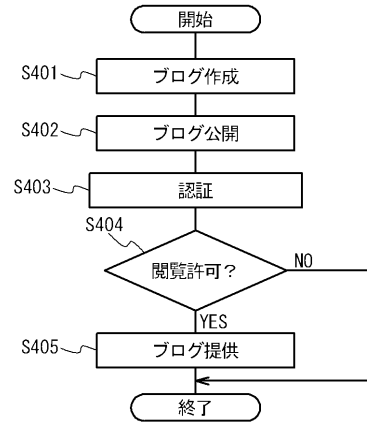 開始
S401
ブログ作成
S402
ブログ公開
S403
認証
S404
閲覧許可?
NO
YES
S405
ブログ提供
終了